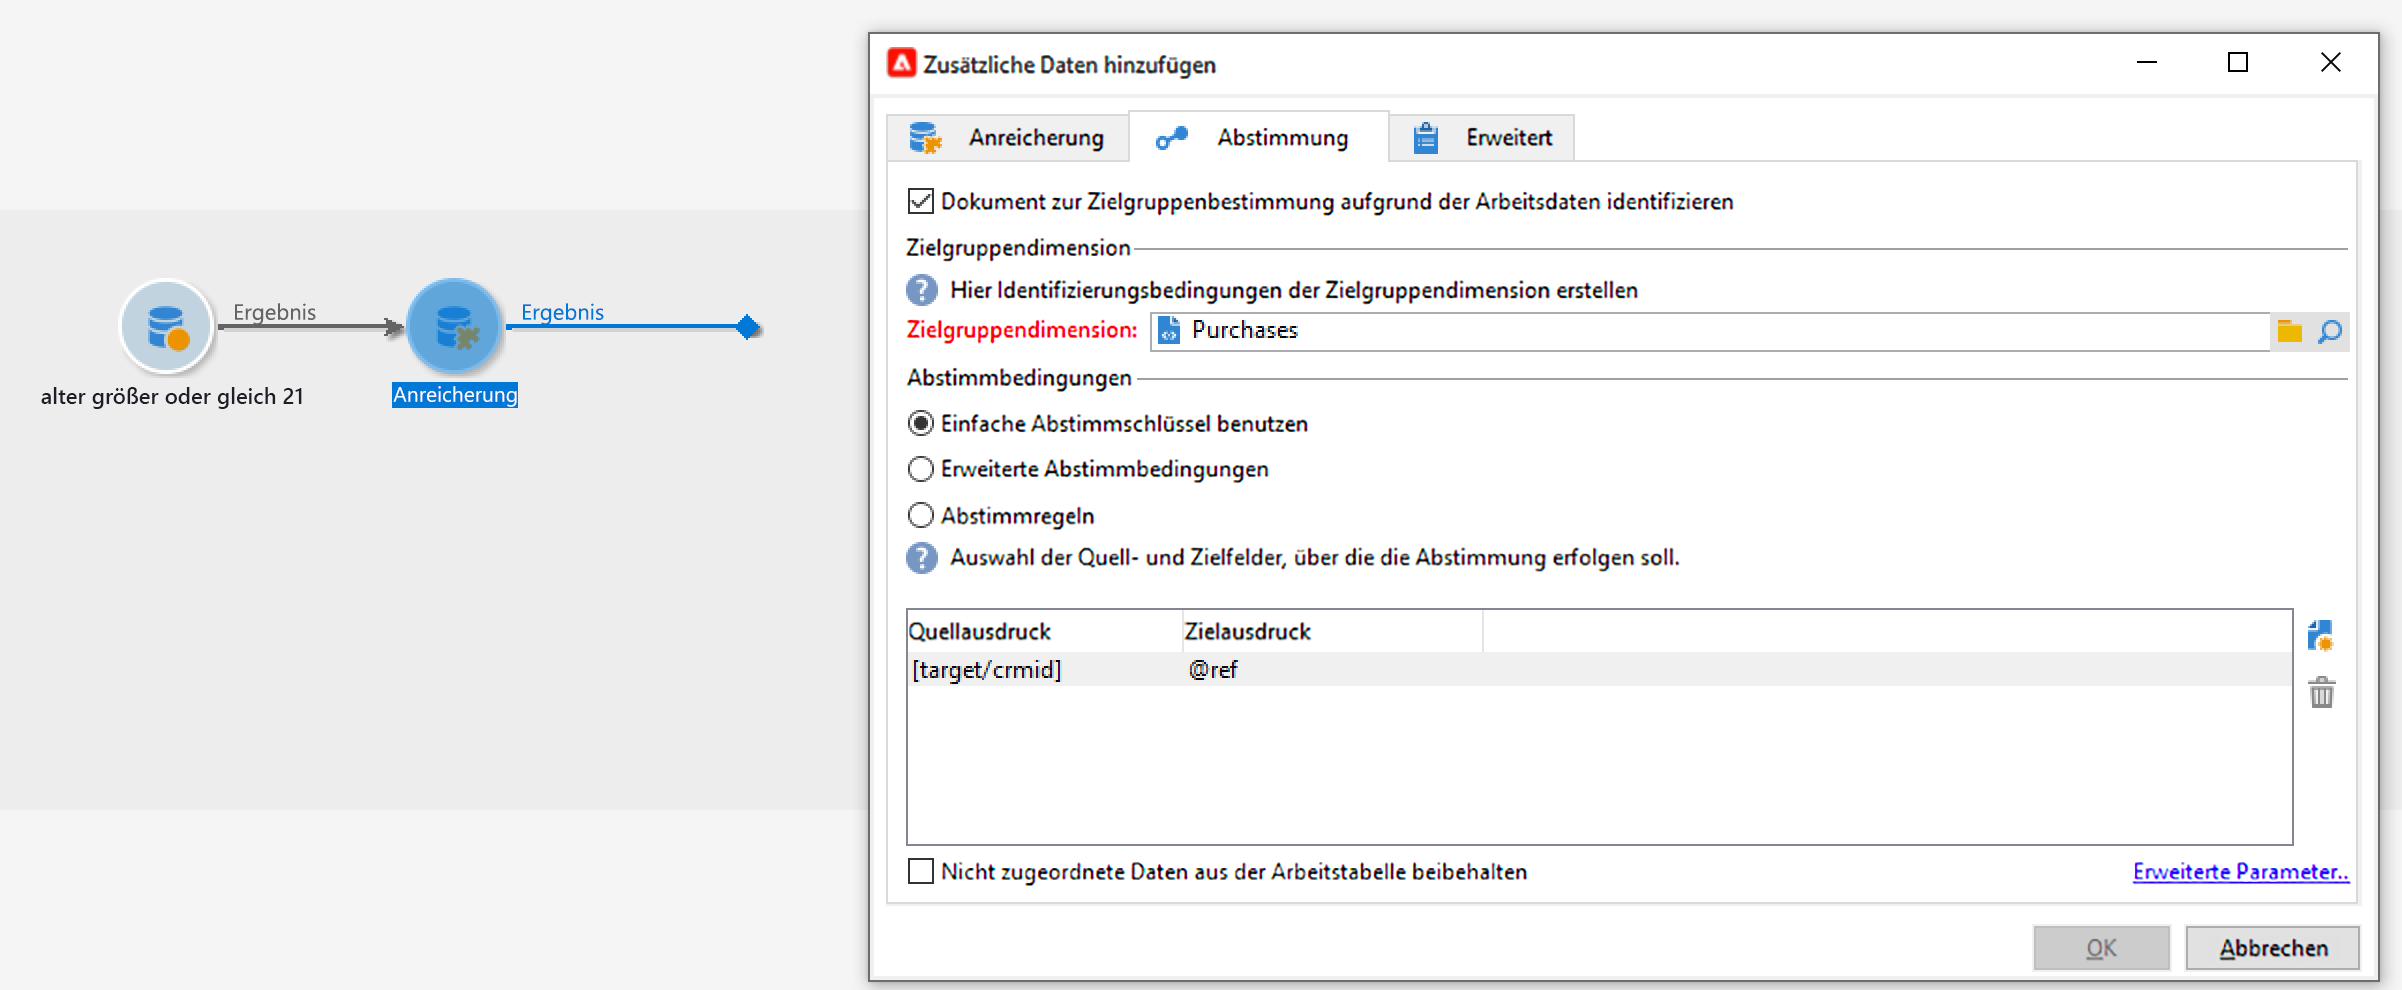 Zusätzliche Daten hinzufügen
Anreicherung Abstimmung Erweitert
Dokument zur Zielgruppenbestimmung aufgrund der Arbeitsdaten identifizieren
Zielgruppendimension
Hier Identifizierungsbedingungen der Zielgruppendimension erstellen
Zielgruppendimension: Purchases
Abstimmbedingungen
Einfache Abstimmschlüssel benutzen
Erweiterte Abstimmbedingungen
Abstimmregeln
Auswahl der Quell- und Zielfelder, über die die Abstimmung erfolgen soll.
Quellausdruck Zielausdruck
[target/crmid] @ref
Nicht zugeordnete Daten aus der Arbeitstabelle beibehalten
Erweiterte Parameter..
OK Abbrechen
Ergebnis Ergebnis
alter größer oder gleich 21 Anreicherung